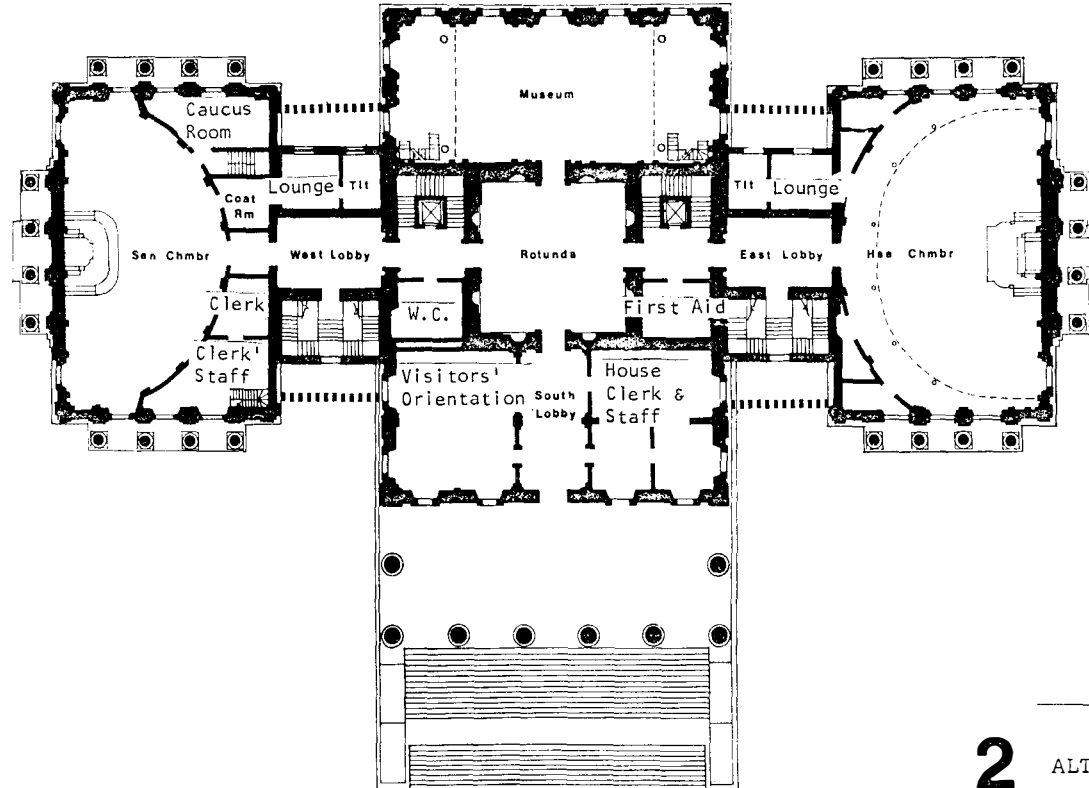 Museum
Caucus
Room
Lounge
Tlt
Tlt
Lounge
Coat
Rm
Sen Chmbr
West Lobby
Rotunda
East Lobby
Hse Chmbr
Clerk
W.C.
First Aid
Clerk'
Staff
Visitors'
Orientation
South
Lobby
House
Clerk &
Staff
2
ALT